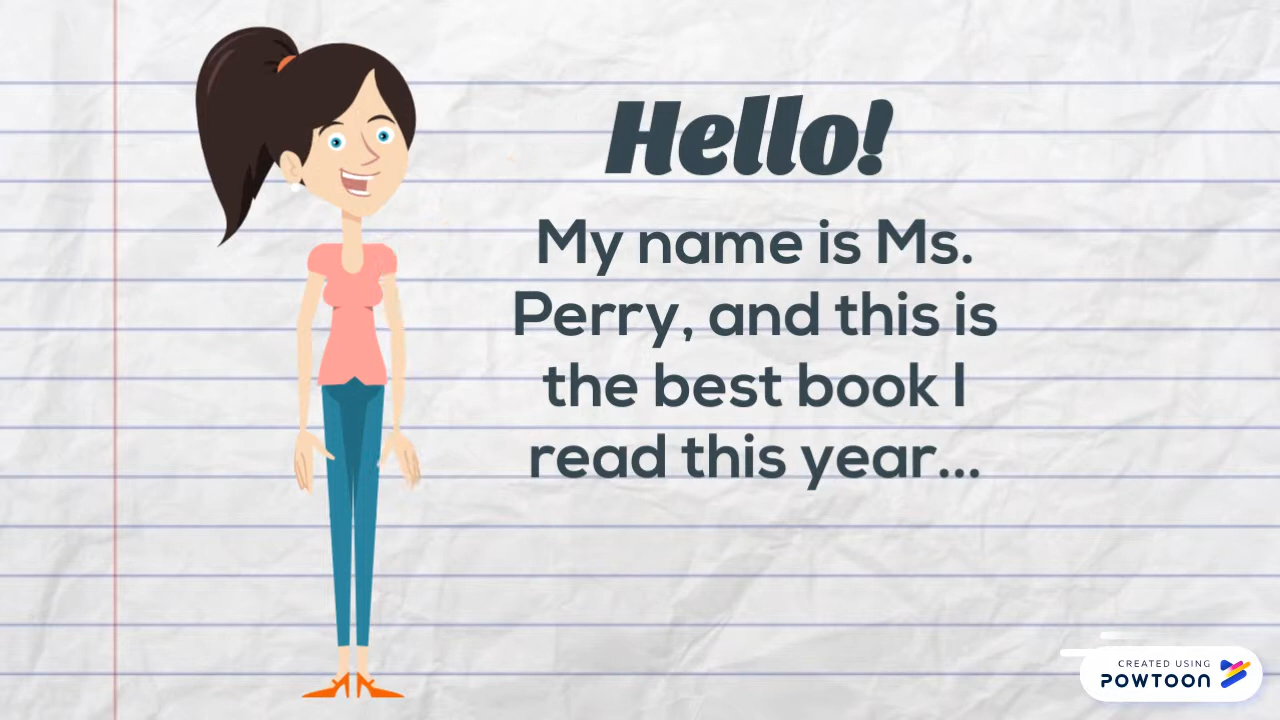 Hello!
My name is Ms.
Perry, and this is
the best book I
read this year...
CREATED USING
POWTOON